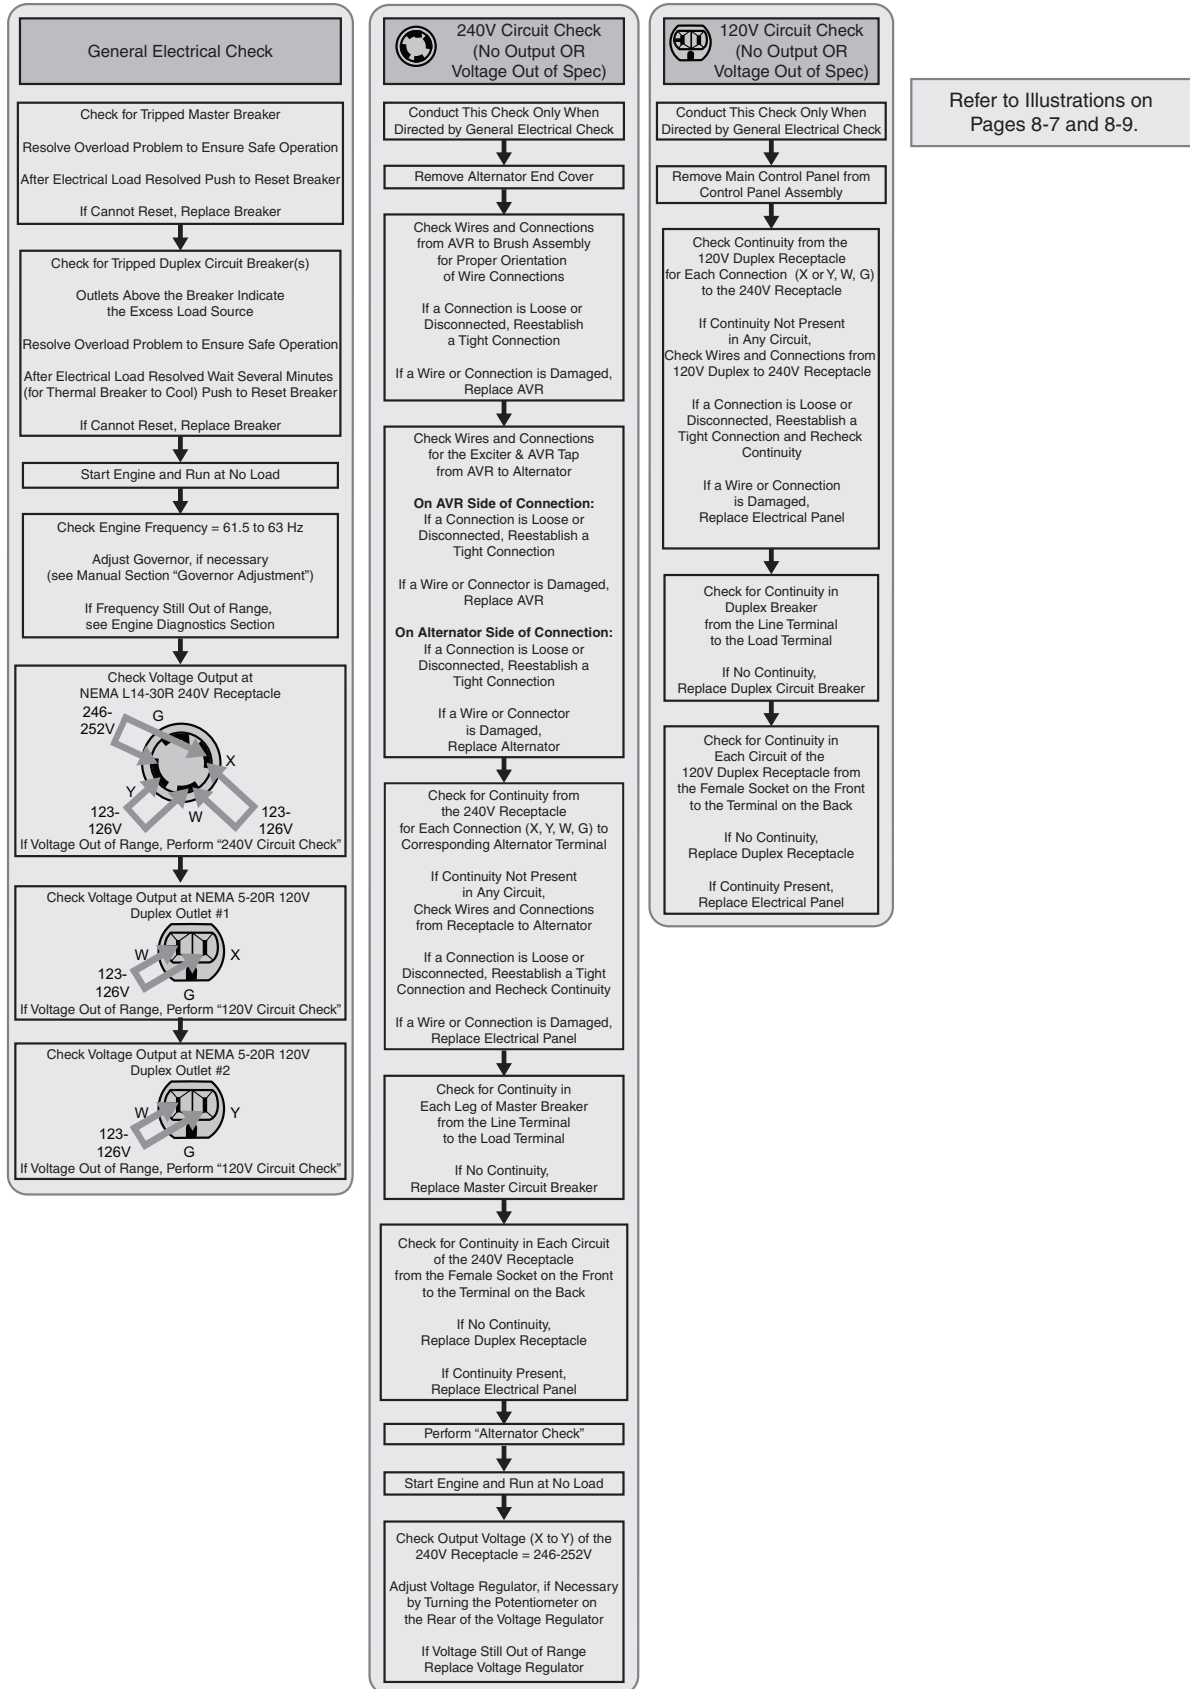 General Electrical Check
Check for Tripped Master Breaker
Resolve Overload Problem to Ensure Safe Operation
After Electrical Load Resolved Push to Reset Breaker
If Cannot Reset, Replace Breaker
Check for Tripped Duplex Circuit Breaker(s)
Outlets Above the Breaker Indicate
the Excess Load Source
Resolve Overload Problem to Ensure Safe Operation
After Electrical Load Resolved Wait Several Minutes
(for Thermal Breaker to Cool) Push to Reset Breaker
If Cannot Reset, Replace Breaker
Start Engine and Run at No Load
Check Engine Frequency = 61.5 to 63 Hz
Adjust Governor, if necessary
(see Manual Section “Governor Adjustment”)
If Frequency Still Out of Range,
see Engine Diagnostics Section
Check Voltage Output at
NEMA L14-30R 240V Receptacle
246-
252V
G
X
Y
W
123-
126V
123-
126V
If Voltage Out of Range, Perform “240V Circuit Check”
Check Voltage Output at NEMA 5-20R 120V
Duplex Outlet #1
W
X
123-
126V
G
If Voltage Out of Range, Perform “120V Circuit Check”
Check Voltage Output at NEMA 5-20R 120V
Duplex Outlet #2
W
Y
123-
126V
G
If Voltage Out of Range, Perform “120V Circuit Check”
240V Circuit Check
(No Output OR
Voltage Out of Spec)
Conduct This Check Only When
Directed by General Electrical Check
Remove Alternator End Cover
Check Wires and Connections
from AVR to Brush Assembly
for Proper Orientation
of Wire Connections
If a Connection is Loose or
Disconnected, Reestablish
a Tight Connection
If a Wire or Connection is Damaged,
Replace AVR
Check Wires and Connections
for the Exciter & AVR Tap
from AVR to Alternator
On AVR Side of Connection:
If a Connection is Loose or
Disconnected, Reestablish a
Tight Connection
If a Wire or Connector is Damaged,
Replace AVR
On Alternator Side of Connection:
If a Connection is Loose or
Disconnected, Reestablish a
Tight Connection
If a Wire or Connector
is Damaged,
Replace Alternator
Check for Continuity from
the 240V Receptacle
for Each Connection (X, Y, W, G) to
Corresponding Alternator Terminal
If Continuity Not Present
in Any Circuit,
Check Wires and Connections
from Receptacle to Alternator
If a Connection is Loose or
Disconnected, Reestablish a Tight
Connection and Recheck Continuity
If a Wire or Connection is Damaged,
Replace Electrical Panel
Check for Continuity in
Each Leg of Master Breaker
from the Line Terminal
to the Load Terminal
If No Continuity,
Replace Master Circuit Breaker
Check for Continuity in Each Circuit
of the 240V Receptacle
from the Female Socket on the Front
to the Terminal on the Back
If No Continuity,
Replace Duplex Receptacle
If Continuity Present,
Replace Electrical Panel
Perform “Alternator Check”
Start Engine and Run at No Load
Check Output Voltage (X to Y) of the
240V Receptacle = 246-252V
Adjust Voltage Regulator, if Necessary
by Turning the Potentiometer on
the Rear of the Voltage Regulator
If Voltage Still Out of Range
Replace Voltage Regulator
120V Circuit Check
(No Output OR
Voltage Out of Spec)
Conduct This Check Only When
Directed by General Electrical Check
Remove Main Control Panel from
Control Panel Assembly
Check Continuity from the
120V Duplex Receptacle
for Each Connection (X or Y, W, G)
to the 240V Receptacle
If Continuity Not Present
in Any Circuit,
Check Wires and Connections from
120V Duplex to 240V Receptacle
If a Connection is Loose or
Disconnected, Reestablish a
Tight Connection and Recheck
Continuity
If a Wire or Connection
is Damaged,
Replace Electrical Panel
Check for Continuity in
Duplex Breaker
from the Line Terminal
to the Load Terminal
If No Continuity,
Replace Duplex Circuit Breaker
Check for Continuity in
Each Circuit of the
120V Duplex Receptacle from
the Female Socket on the Front
to the Terminal on the Back
If No Continuity,
Replace Duplex Receptacle
If Continuity Present,
Replace Electrical Panel
Refer to Illustrations on
Pages 8-7 and 8-9.